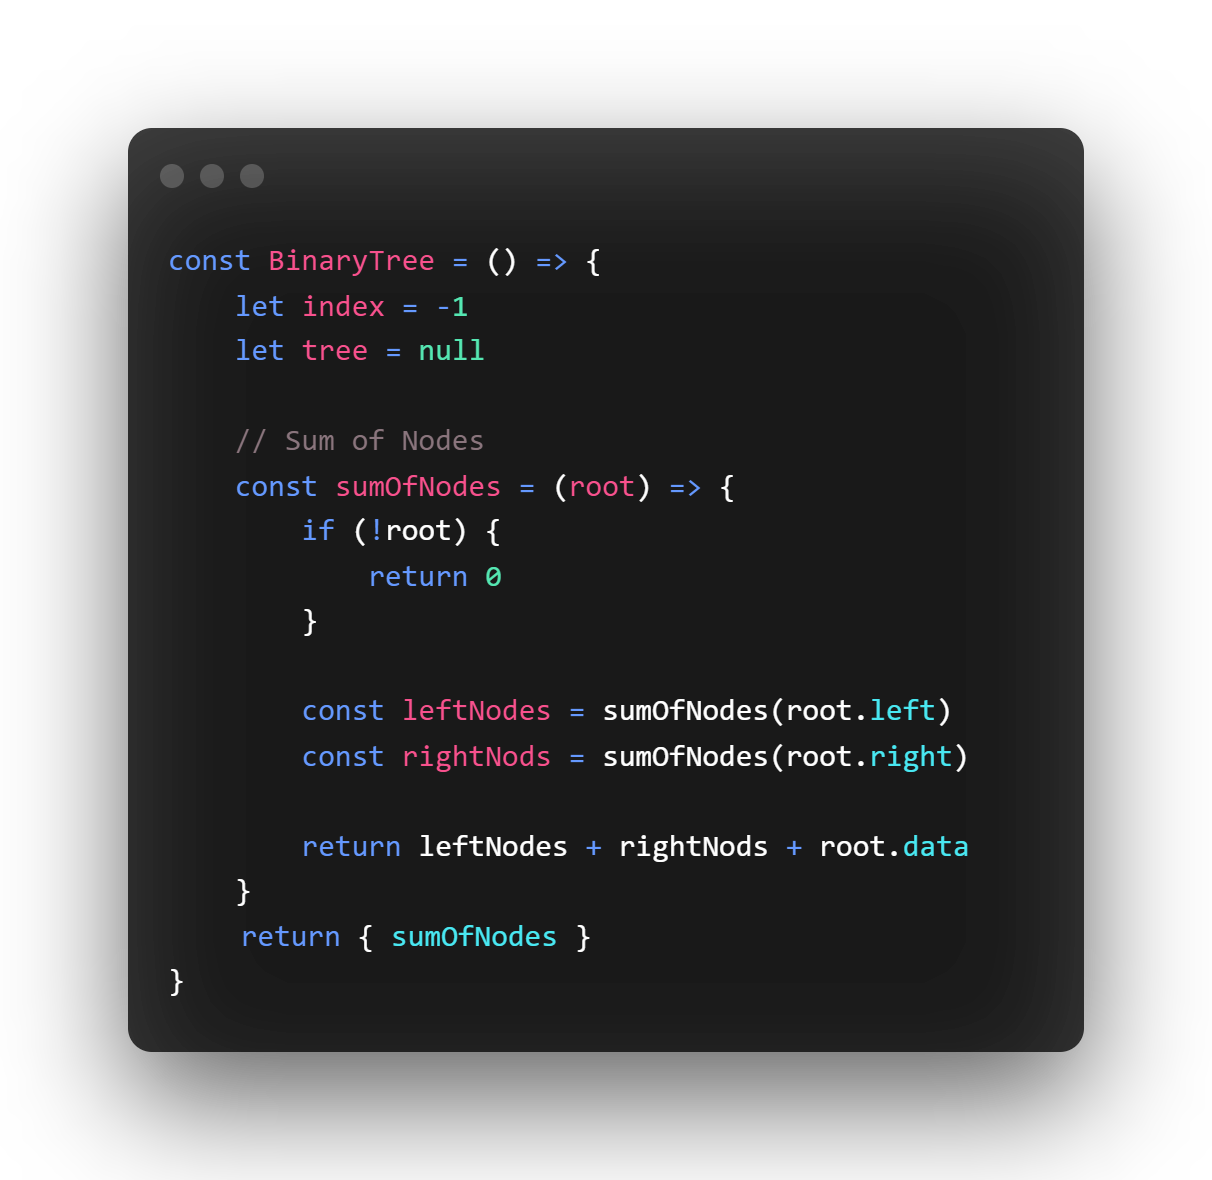 const BinaryTree = () => {
    let index = -1
    let tree = null

    // Sum of Nodes
    const sumOfNodes = (root) => {
        if (!root) {
            return 0
        }

        const leftNodes = sumOfNodes(root.left)
        const rightNods = sumOfNodes(root.right)

        return leftNodes + rightNods + root.data
    }
    return { sumOfNodes }
}